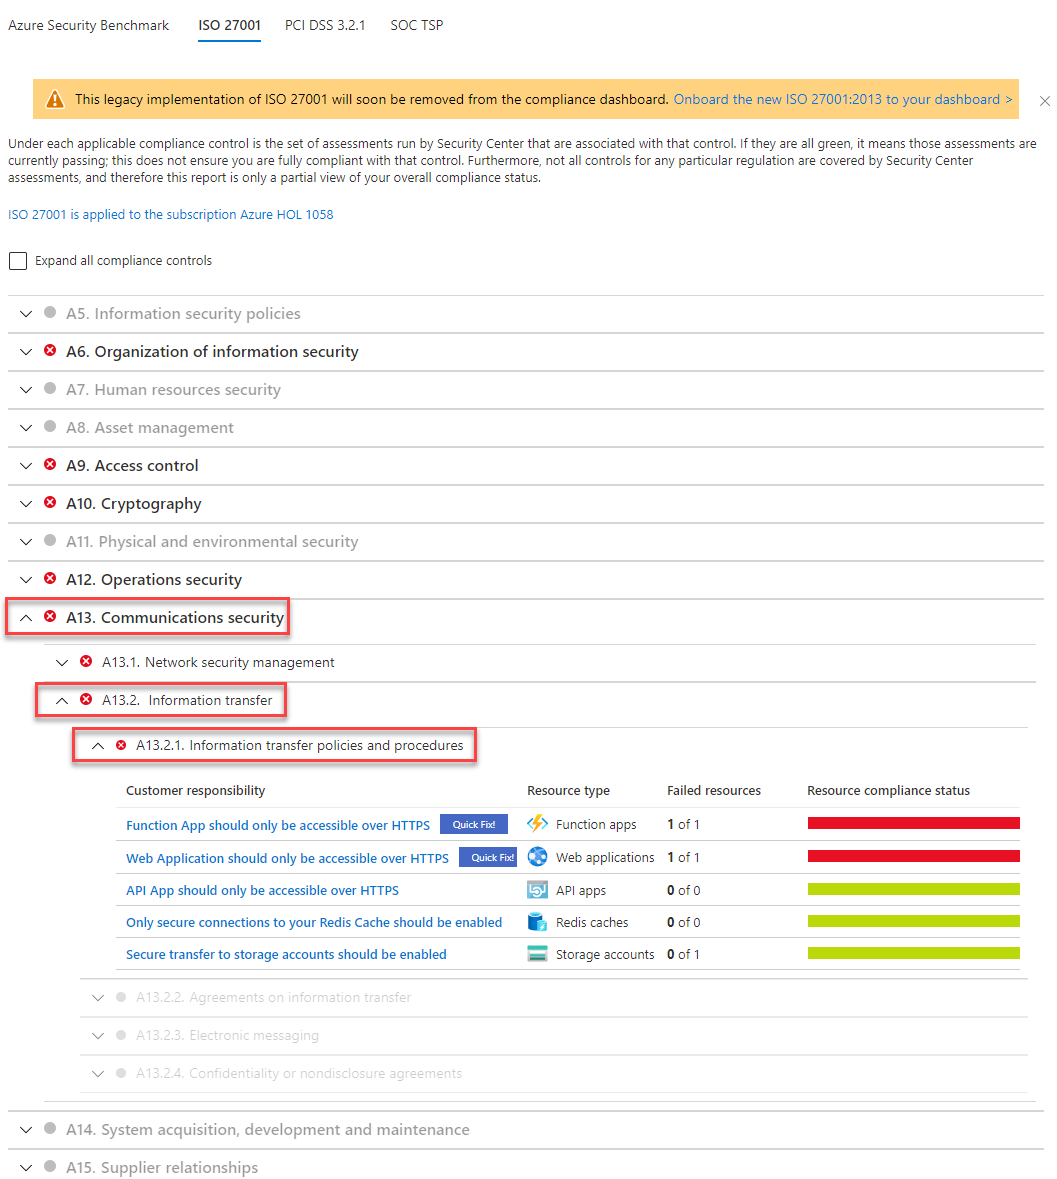 Azure Security Benchmark ISO 27001 PCI DSS 3.2.1 SOC TSP
This legacy implementation of ISO 27001 will soon be removed from the compliance dashboard. Onboard the new ISO 27001:2013 to your dashboard >
Under each applicable compliance control is the set of assessments run by Security Center that are associated with that control. If they are all green, it means those assessments are
currently passing; this does not ensure you are fully compliant with that control. Furthermore, not all controls for any particular regulation are covered by Security Center
assessments, and therefore this report is only a partial view of your overall compliance status.
ISO 27001 is applied to the subscription Azure HOL 1058
Expand all compliance controls
A5. Information security policies
A6. Organization of information security
A7. Human resources security
A8. Asset management
A9. Access control
A10. Cryptography
A11. Physical and environmental security
A12. Operations security
A13. Communications security
A13.1. Network security management
A13.2. Information transfer
A13.2.1. Information transfer policies and procedures
Customer responsibility Resource type Failed resources Resource compliance status
Function App should only be accessible over HTTPS Quick Fix! Function apps 1 of 1
Web Application should only be accessible over HTTPS Quick Fix! Web applications 1 of 1
API App should only be accessible over HTTPS API apps 0 of 0
Only secure connections to your Redis Cache should be enabled Redis caches 0 of 0
Secure transfer to storage accounts should be enabled Storage accounts 0 of 1
A13.2.2. Agreements on information transfer
A13.2.3. Electronic messaging
A13.2.4. Confidentiality or nondisclosure agreements
A14. System acquisition, development and maintenance
A15. Supplier relationships